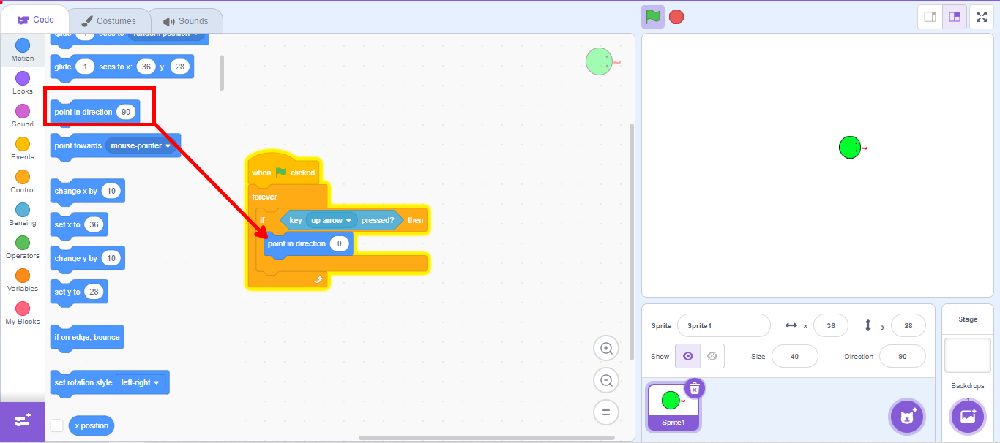 Code
Costumes
Sounds
Motion
Looks
Sound
Events
Control
Sensing
Operators
Variables
My Blocks
glide 1 secs to random position
glide 1 secs to x: 36 y: 28
point in direction 90
point towards mouse-pointer
change x by 10
set x to 36
change y by 10
set y to 28
if on edge, bounce
set rotation style left-right
x position
when clicked
forever
if key up arrow pressed? then
point in direction 0
Sprite Sprite1 x 36 y 28
Show Size 40 Direction 90
Sprite1
Stage
Backdrops